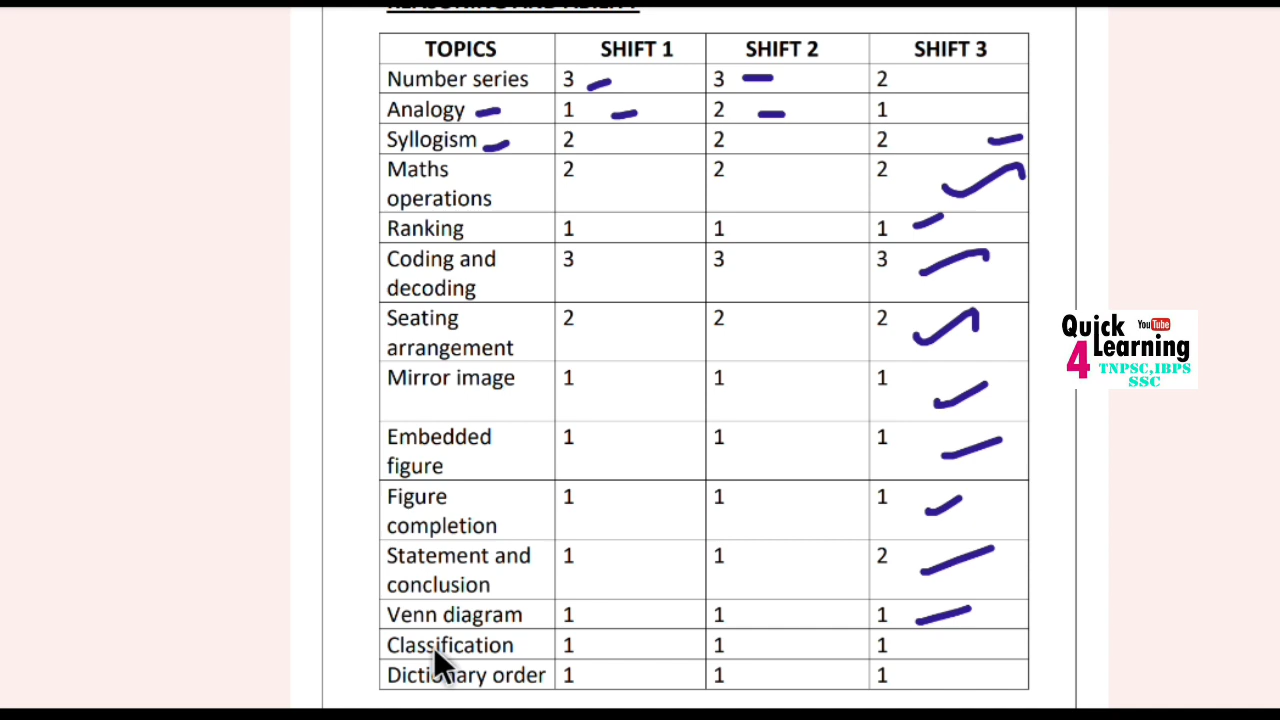 REASONING AND ABILITY
TOPICS SHIFT 1 SHIFT 2 SHIFT 3
Number series 3 3 2
Analogy 1 2 1
Syllogism 2 2 2
Maths 2 2 2
operations
Ranking 1 1 1
Coding and 3 3 3
decoding
Seating 2 2 2
arrangement
Mirror image 1 1 1
Embedded 1 1 1
figure
Figure 1 1 1
completion
Statement and 1 1 2
conclusion
Venn diagram 1 1 1
Classification 1 1 1
Dictionary order 1 1 1
Quick YouTube
4 Learning
TNPSC,IBPS
SSC